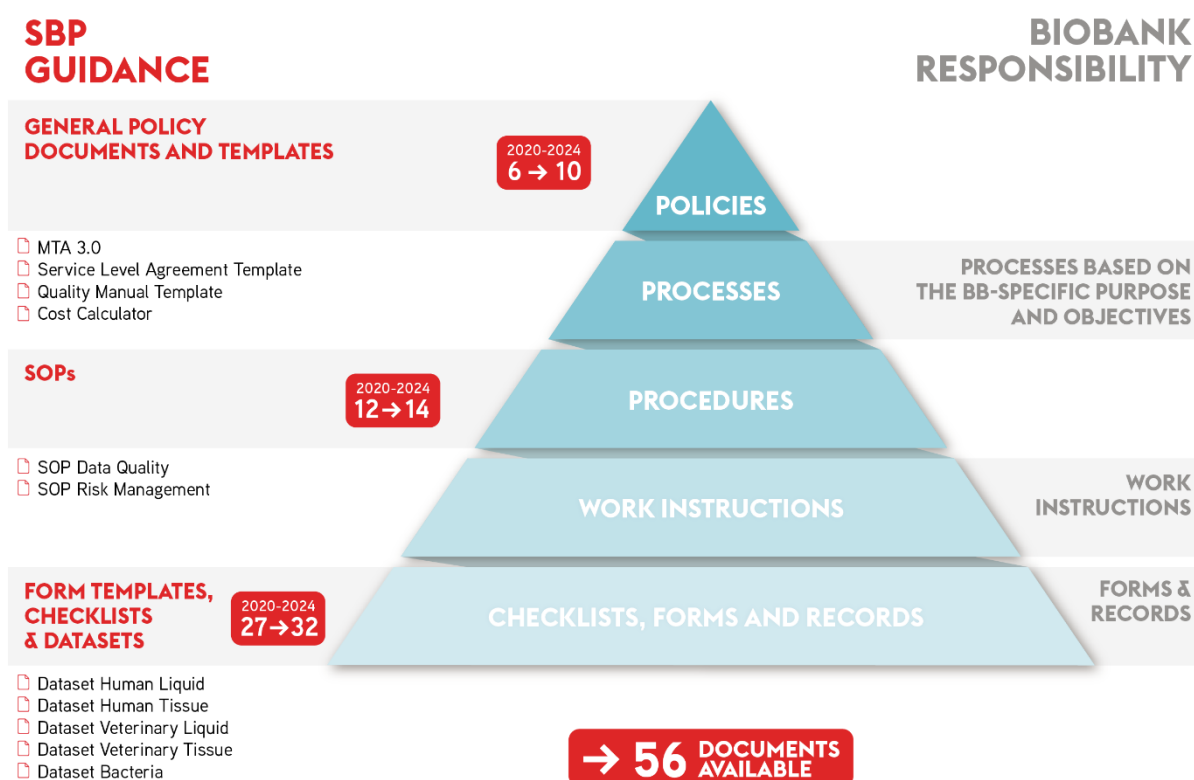 SBP
GUIDANCE
BIOBANK
RESPONSIBILITY
GENERAL POLICY
DOCUMENTS AND TEMPLATES
2020-2024
6 → 10
POLICIES
MTA 3.0
Service Level Agreement Template
Quality Manual Template
Cost Calculator
PROCESSES
PROCESSES BASED ON
THE BB-SPECIFIC PURPOSE
AND OBJECTIVES
SOPs
2020-2024
12→14
PROCEDURES
SOP Data Quality
SOP Risk Management
WORK INSTRUCTIONS
WORK
INSTRUCTIONS
FORM TEMPLATES,
CHECKLISTS
& DATASETS
2020-2024
27→32
CHECKLISTS, FORMS AND RECORDS
FORMS &
RECORDS
Dataset Human Liquid
Dataset Human Tissue
Dataset Veterinary Liquid
Dataset Veterinary Tissue
Dataset Bacteria
→ 56 DOCUMENTS
AVAILABLE